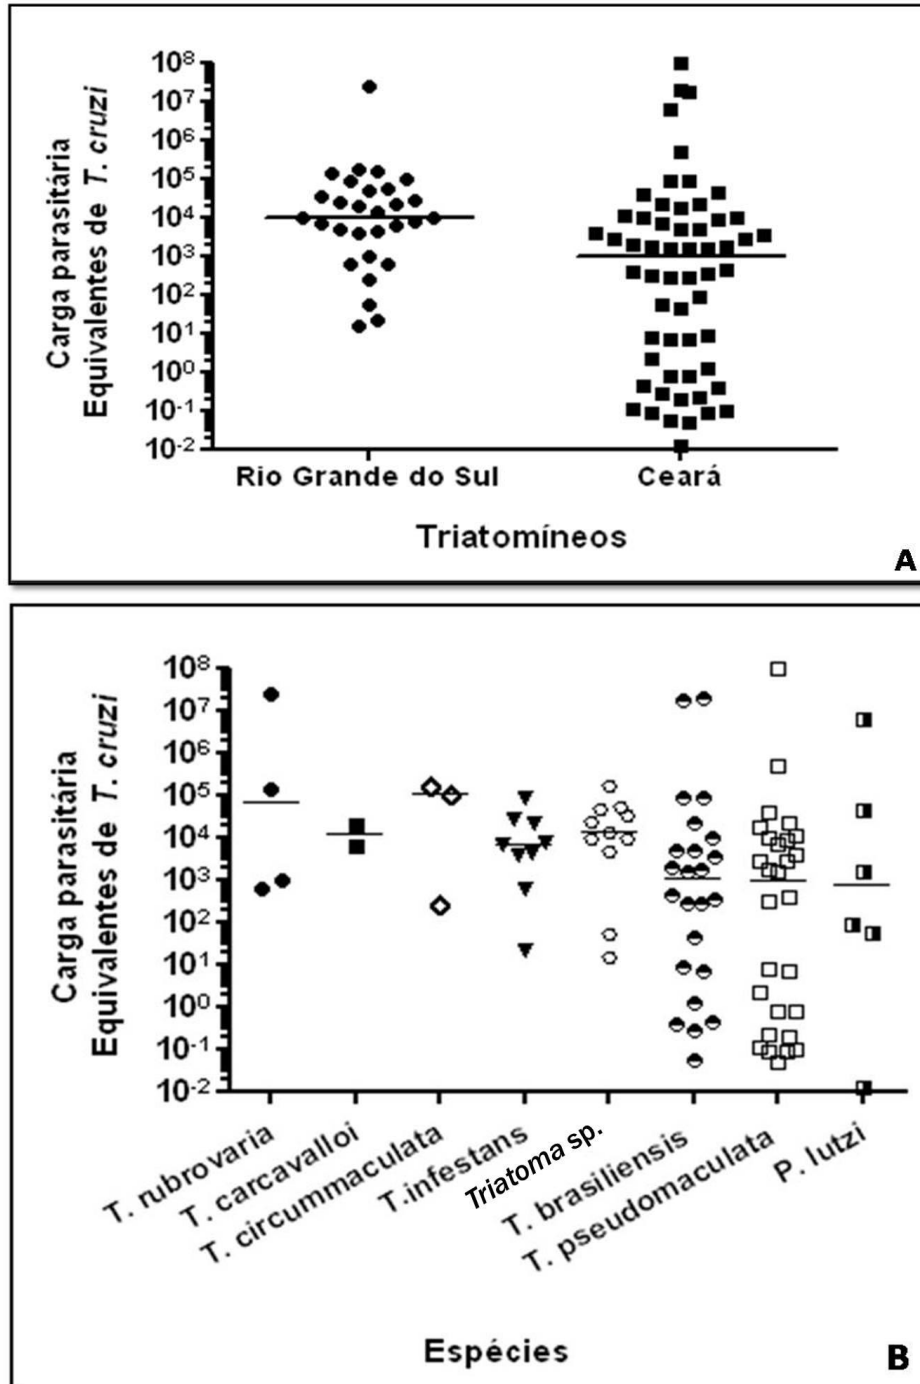 Carga parasitária
Equivalentes de T. cruzi
10⁸
10⁷
10⁶
10⁵
10⁴
10³
10²
10¹
10⁰
10⁻¹
10⁻²
Rio Grande do Sul
Ceará
Triatomíneos
A
Carga parasitária
Equivalentes de T. cruzi
10⁸
10⁷
10⁶
10⁵
10⁴
10³
10²
10¹
10⁰
10⁻¹
10⁻²
T. rubrovaria
T. carcavalloi
T. circummaculata
T.infestans
Triatoma sp.
T. brasiliensis
T. pseudomaculata
P. lutzi
Espécies
B